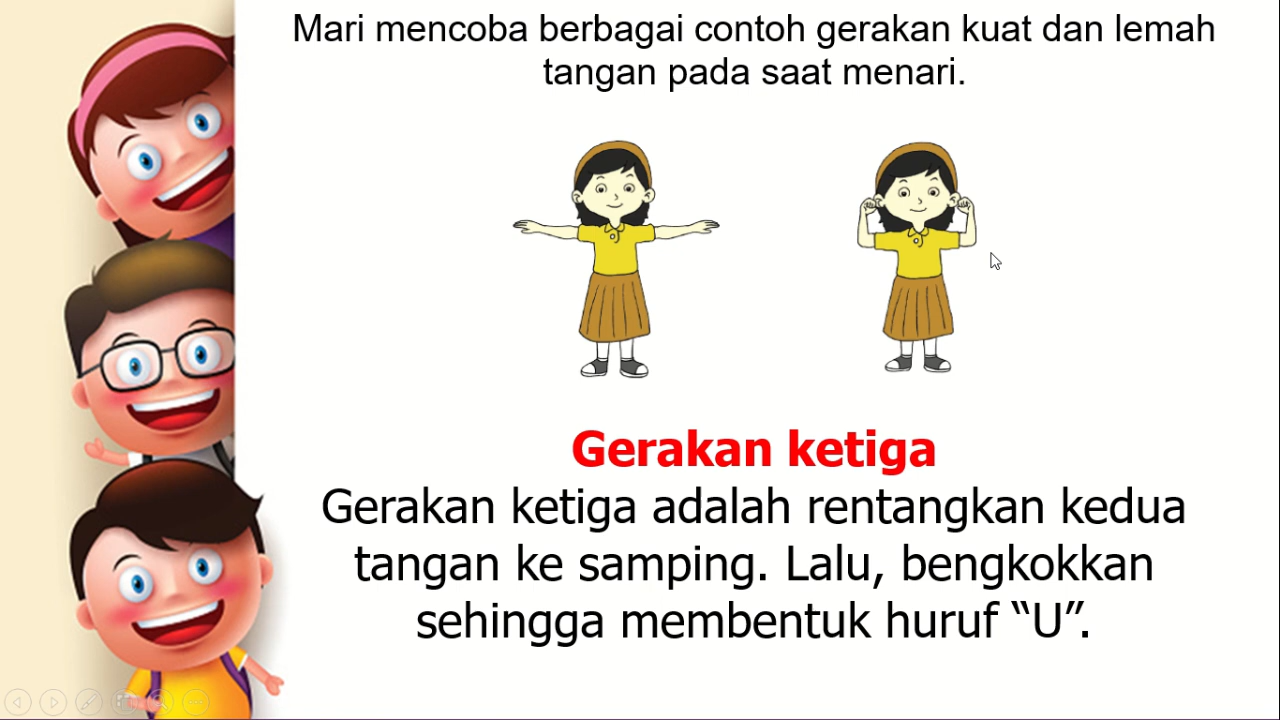 Mari mencoba berbagai contoh gerakan kuat dan lemah
tangan pada saat menari.
Gerakan ketiga
Gerakan ketiga adalah rentangkan kedua
tangan ke samping. Lalu, bengkokkan
sehingga membentuk huruf “U”.